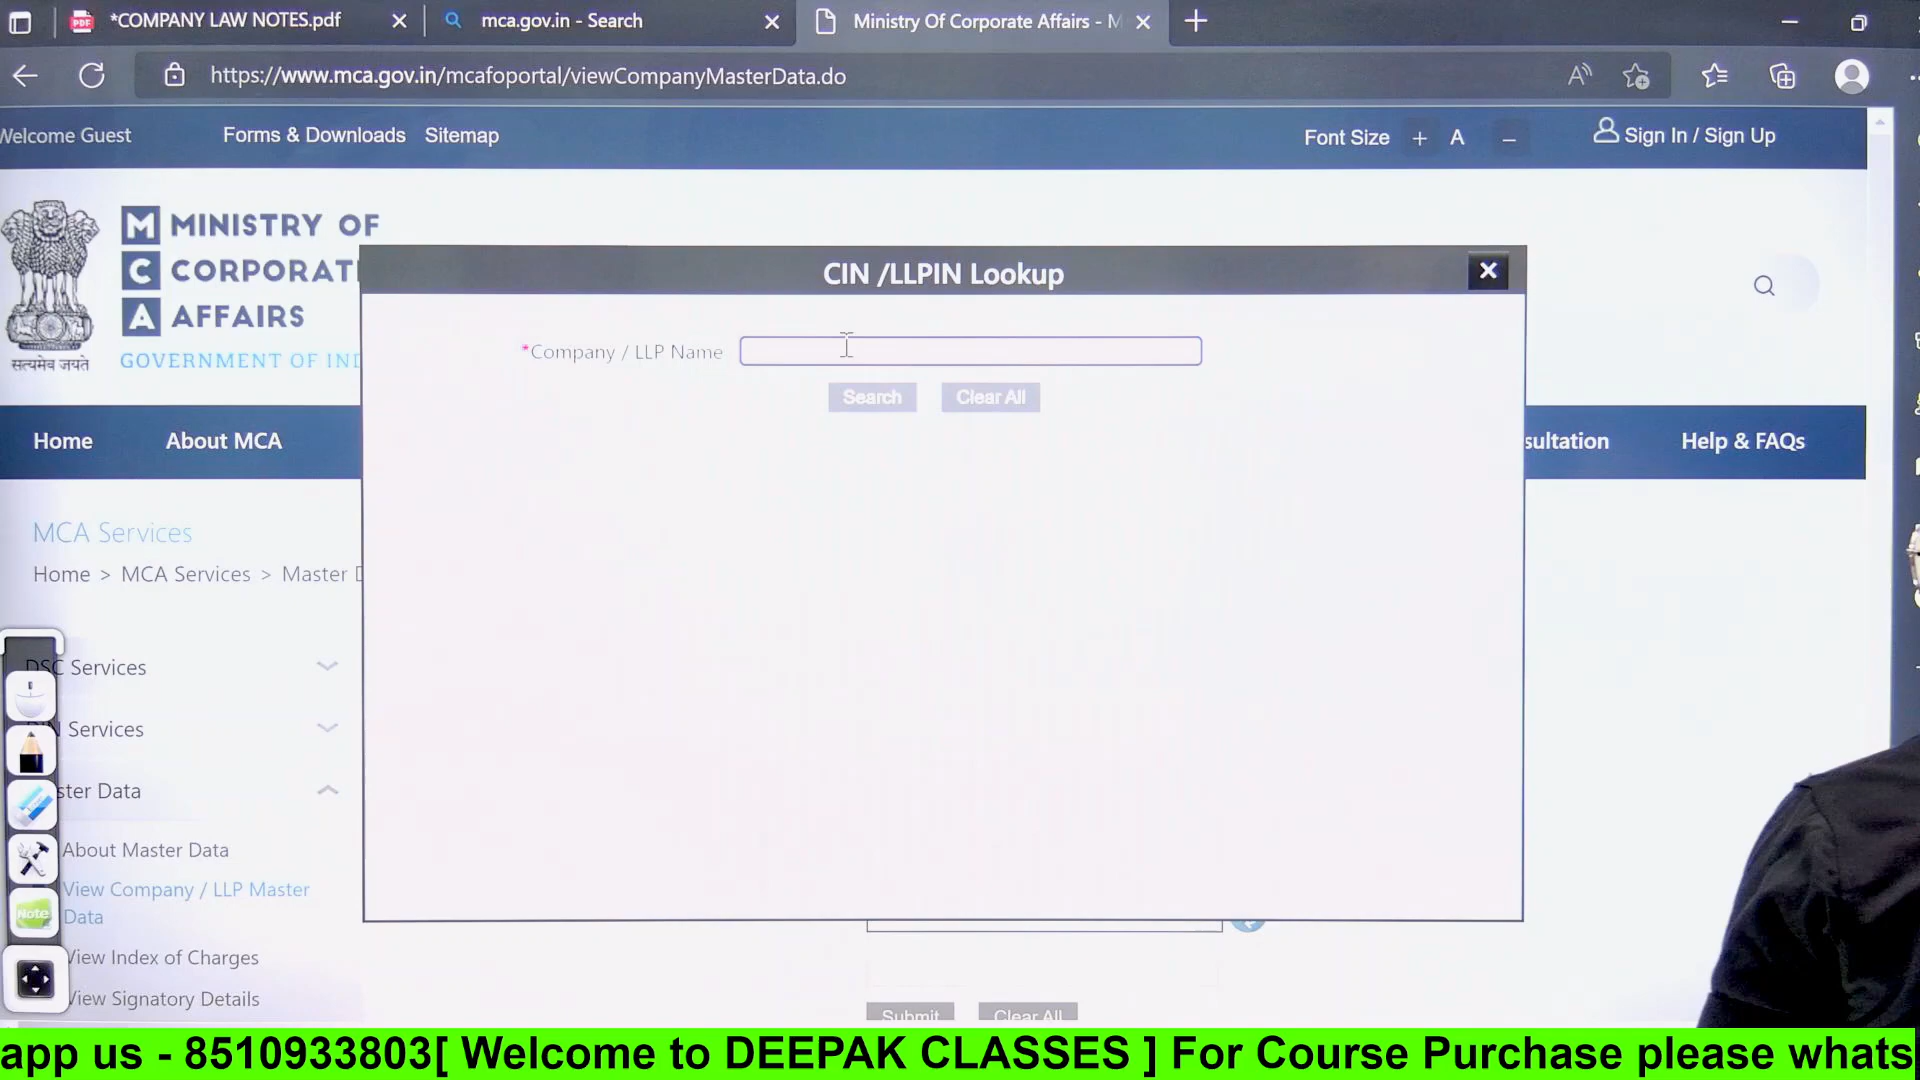 *COMPANY LAW NOTES.pdf
mca.gov.in - Search
Ministry Of Corporate Affairs - M
https://www.mca.gov.in/mcafoportal/viewCompanyMasterData.do
Welcome Guest
Forms & Downloads
Sitemap
Font Size + A –
Sign In / Sign Up
सत्यमेव जयते
M MINISTRY OF
C CORPORAT
A AFFAIRS
GOVERNMENT OF IND
CIN /LLPIN Lookup
*Company / LLP Name
Search
Clear All
Home
About MCA
sultation
Help & FAQs
MCA Services
Home > MCA Services > Master D
DSC Services
Services
ster Data
About Master Data
View Company / LLP Master
Data
View Index of Charges
View Signatory Details
Note
Submit
Clear All
app us - 8510933803[ Welcome to DEEPAK CLASSES ] For Course Purchase please whats